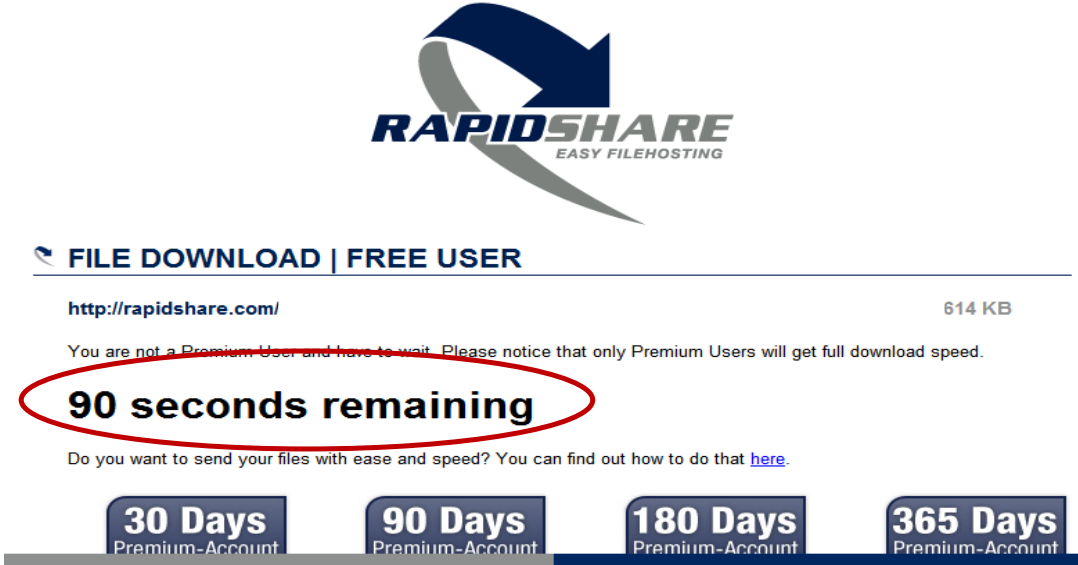 RAPIDSHARE
EASY FILEHOSTING
FILE DOWNLOAD | FREE USER
http://rapidshare.com/ 614 KB
You are not a Premium User and have to wait. Please notice that only Premium Users will get full download speed.
90 seconds remaining
Do you want to send your files with ease and speed? You can find out how to do that here.
30 Days 90 Days 180 Days 365 Days
Premium-Account Premium-Account Premium-Account Premium-Account